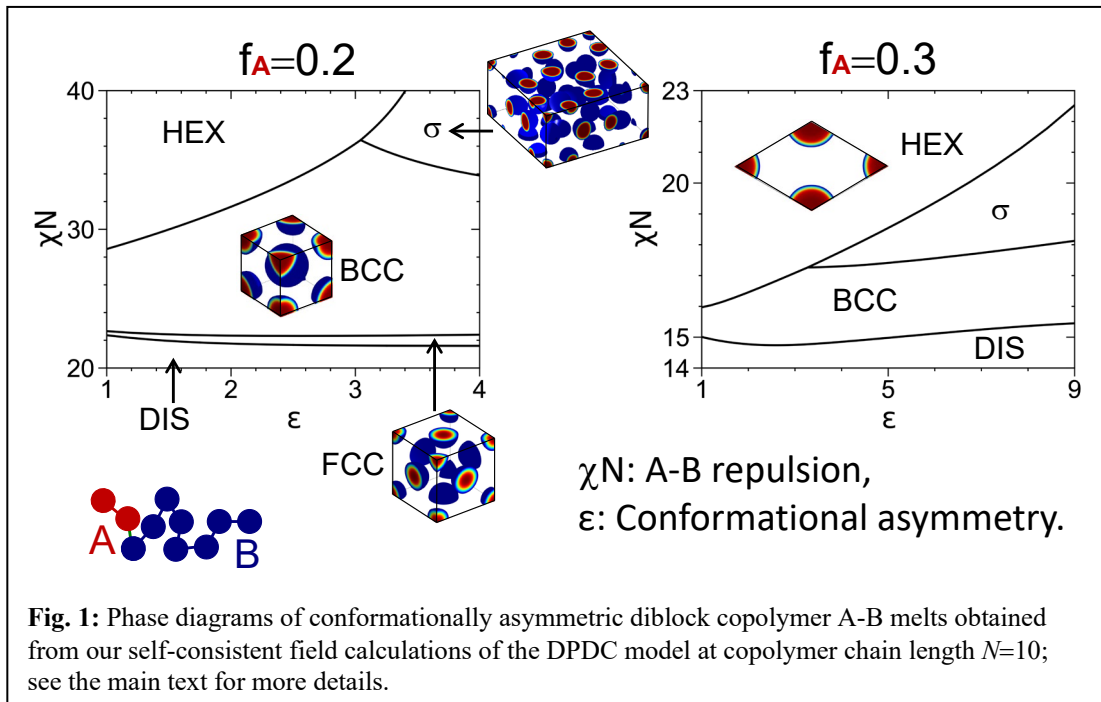 fA=0.2
fA=0.3
40
30
20
χN
HEX
σ
BCC
1
2
3
4
DIS
ε
FCC
23
20
15
14
χN
HEX
σ
BCC
DIS
1
5
9
ε
A
B
χN: A-B repulsion,
ε: Conformational asymmetry.
Fig. 1: Phase diagrams of conformationally asymmetric diblock copolymer A-B melts obtained
from our self-consistent field calculations of the DPDC model at copolymer chain length N=10;
see the main text for more details.